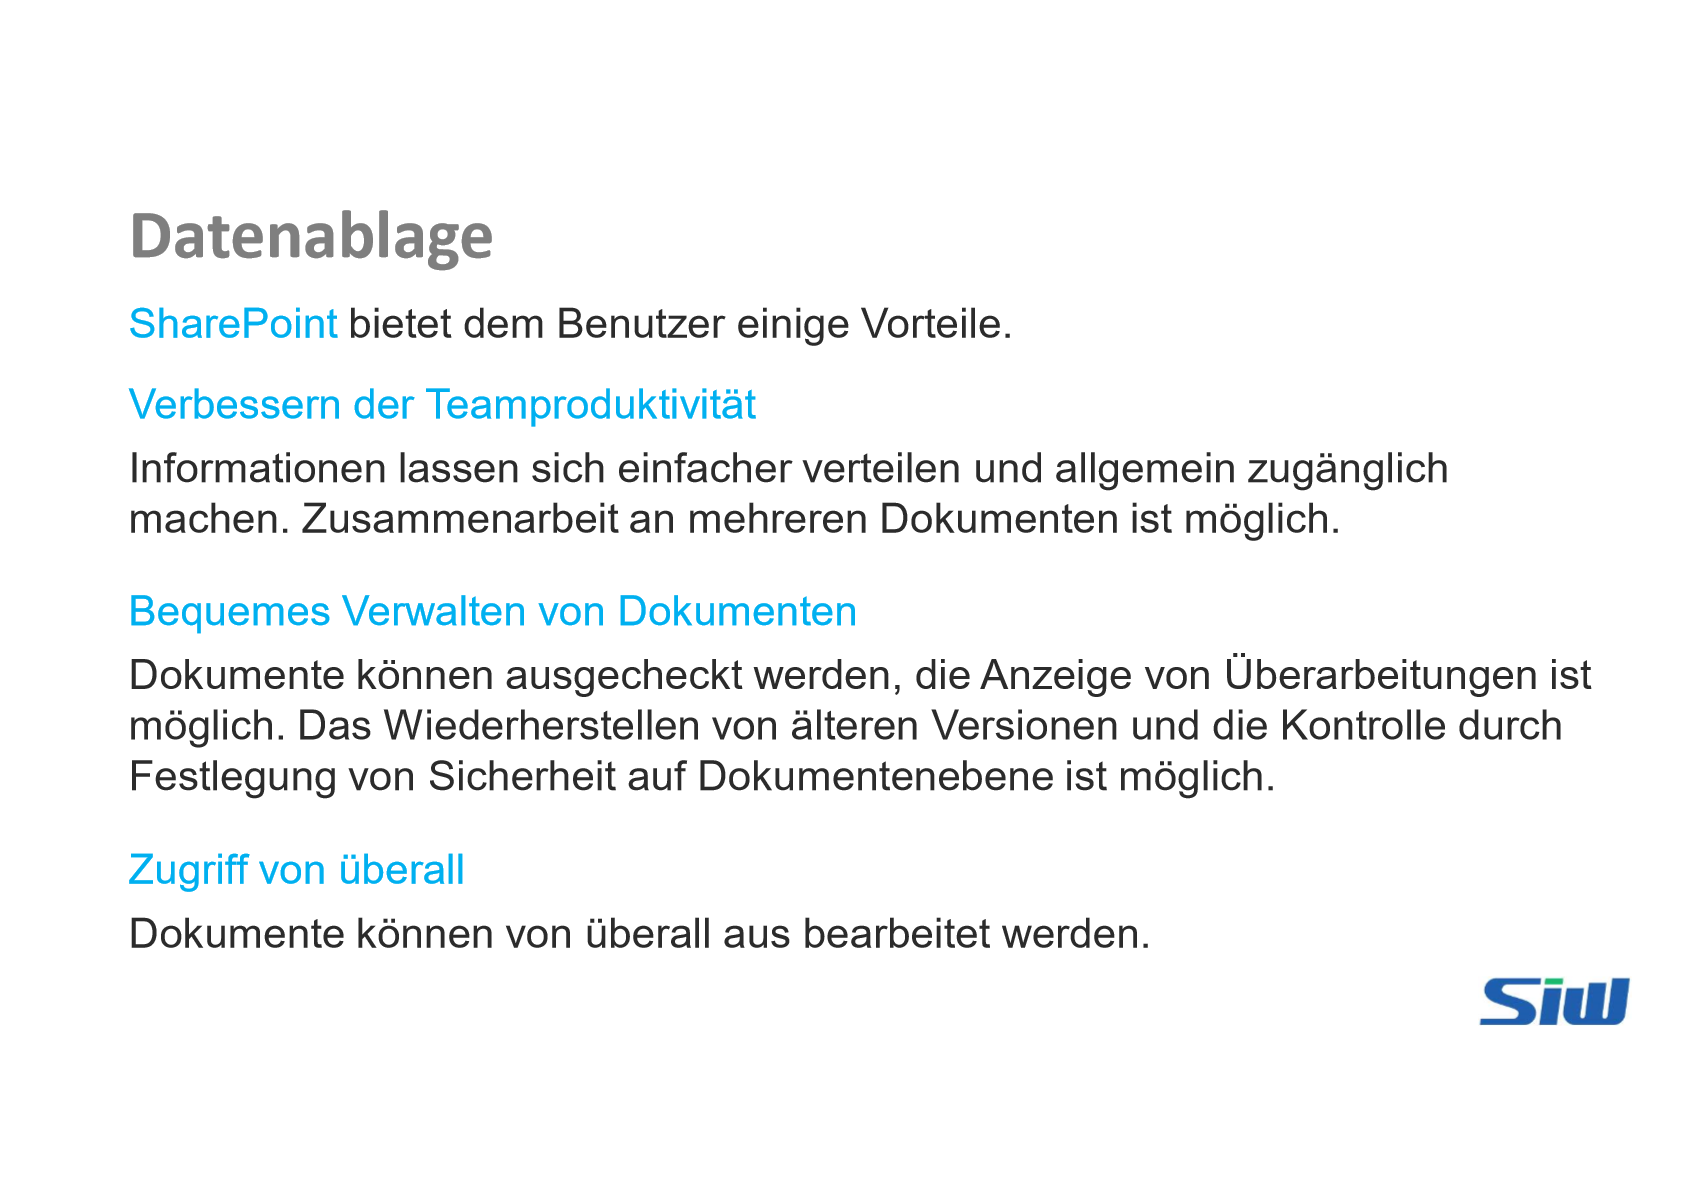 Datenablage
SharePoint bietet dem Benutzer einige Vorteile.
Verbessern der Teamproduktivität
Informationen lassen sich einfacher verteilen und allgemein zugänglich
machen. Zusammenarbeit an mehreren Dokumenten ist möglich.
Bequemes Verwalten von Dokumenten
Dokumente können ausgecheckt werden, die Anzeige von Überarbeitungen ist
möglich. Das Wiederherstellen von älteren Versionen und die Kontrolle durch
Festlegung von Sicherheit auf Dokumentenebene ist möglich.
Zugriff von überall
Dokumente können von überall aus bearbeitet werden.
Siw